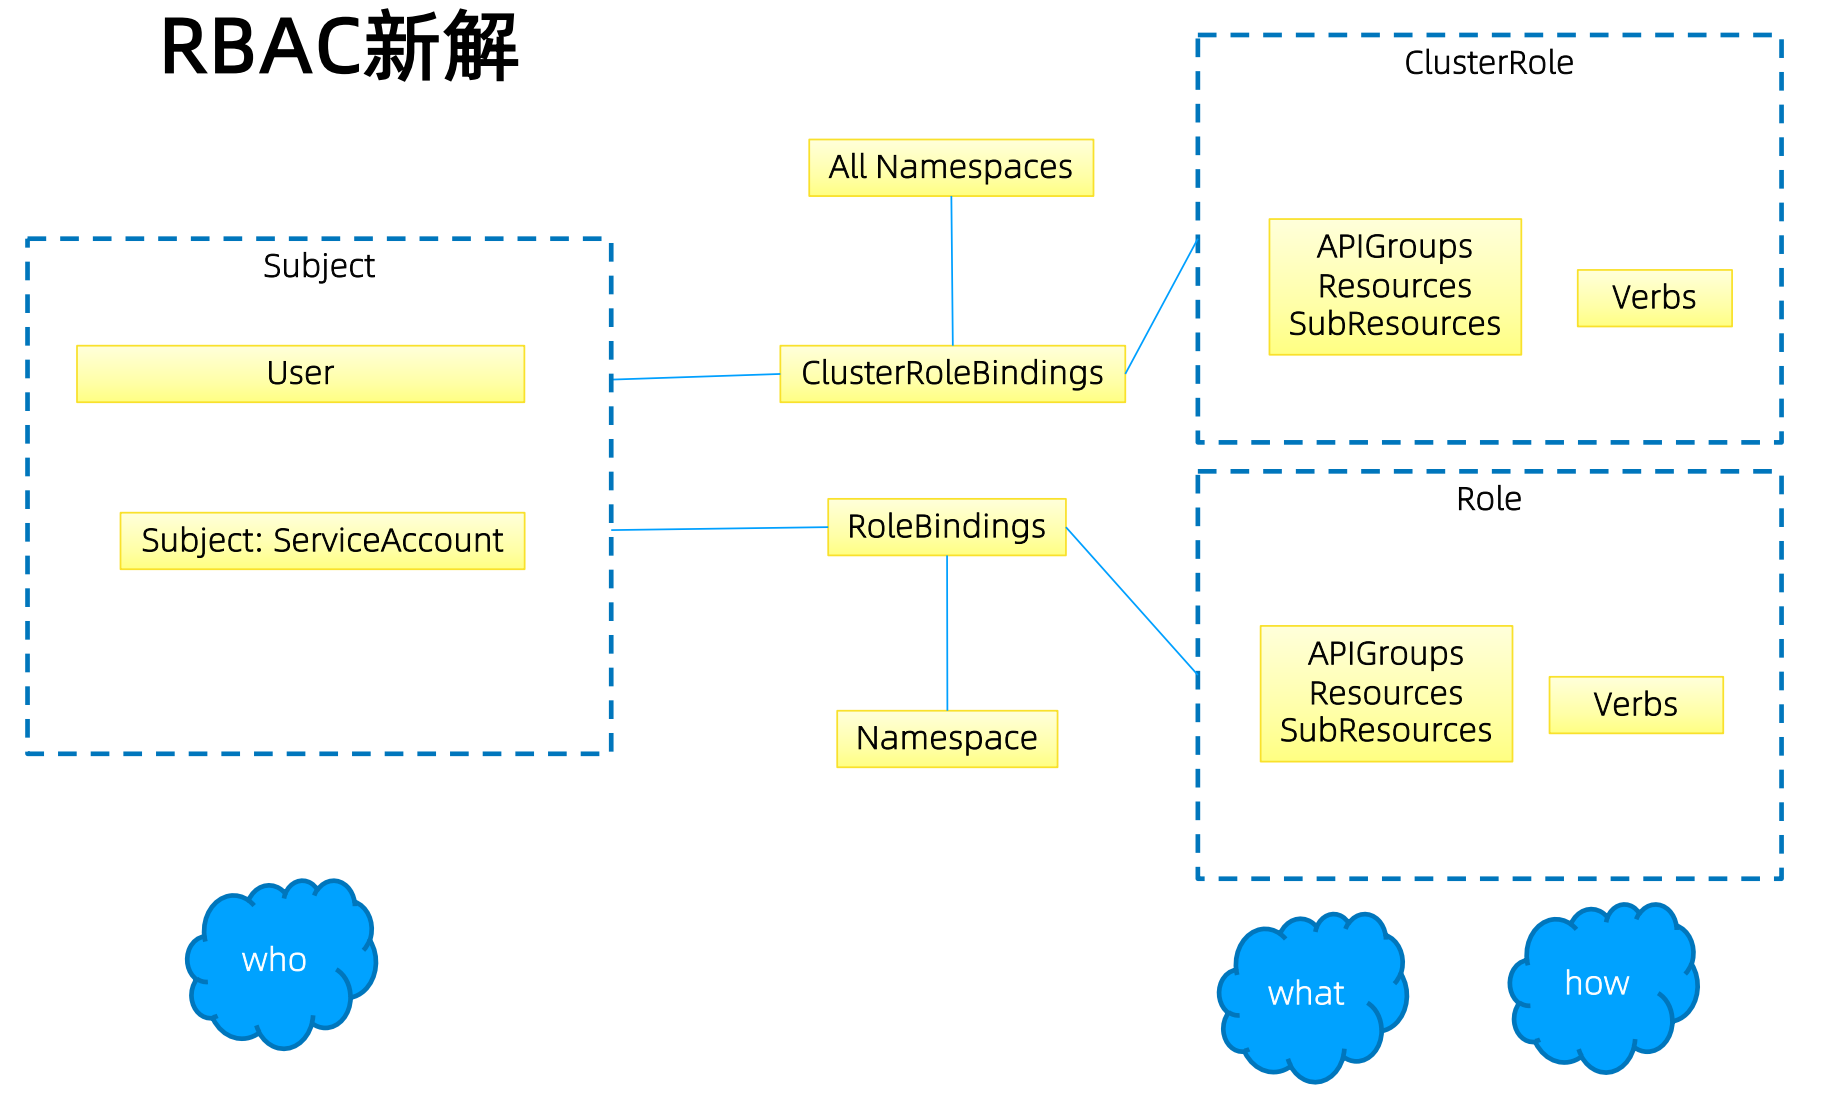 RBAC新解
ClusterRole
All Namespaces
APIGroups
Resources
SubResources
Verbs
Subject
User
ClusterRoleBindings
Role
Subject: ServiceAccount
RoleBindings
APIGroups
Resources
SubResources
Verbs
Namespace
who
what
how